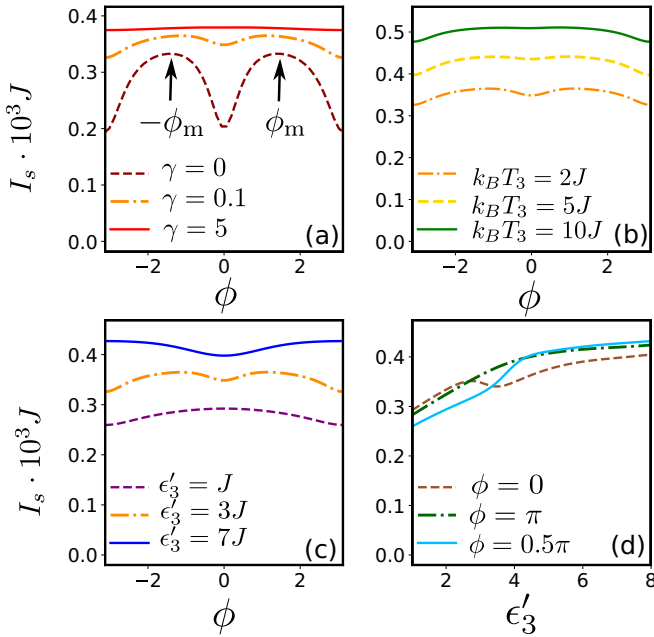 I_s · 10^3 J
0.4
0.3
0.2
0.1
0.0
−ϕ_m
ϕ_m
γ = 0
γ = 0.1
γ = 5
(a)
−2
0
2
ϕ
0.5
0.4
0.3
0.2
0.1
0.0
k_B T_3 = 2J
k_B T_3 = 5J
k_B T_3 = 10J
(b)
−2
0
2
ϕ
I_s · 10^3 J
0.4
0.3
0.2
0.1
0.0
ϵ′_3 = J
ϵ′_3 = 3J
ϵ′_3 = 7J
(c)
−2
0
2
ϕ
0.4
0.3
0.2
0.1
0.0
ϕ = 0
ϕ = π
ϕ = 0.5π
(d)
2
4
6
8
ϵ′_3